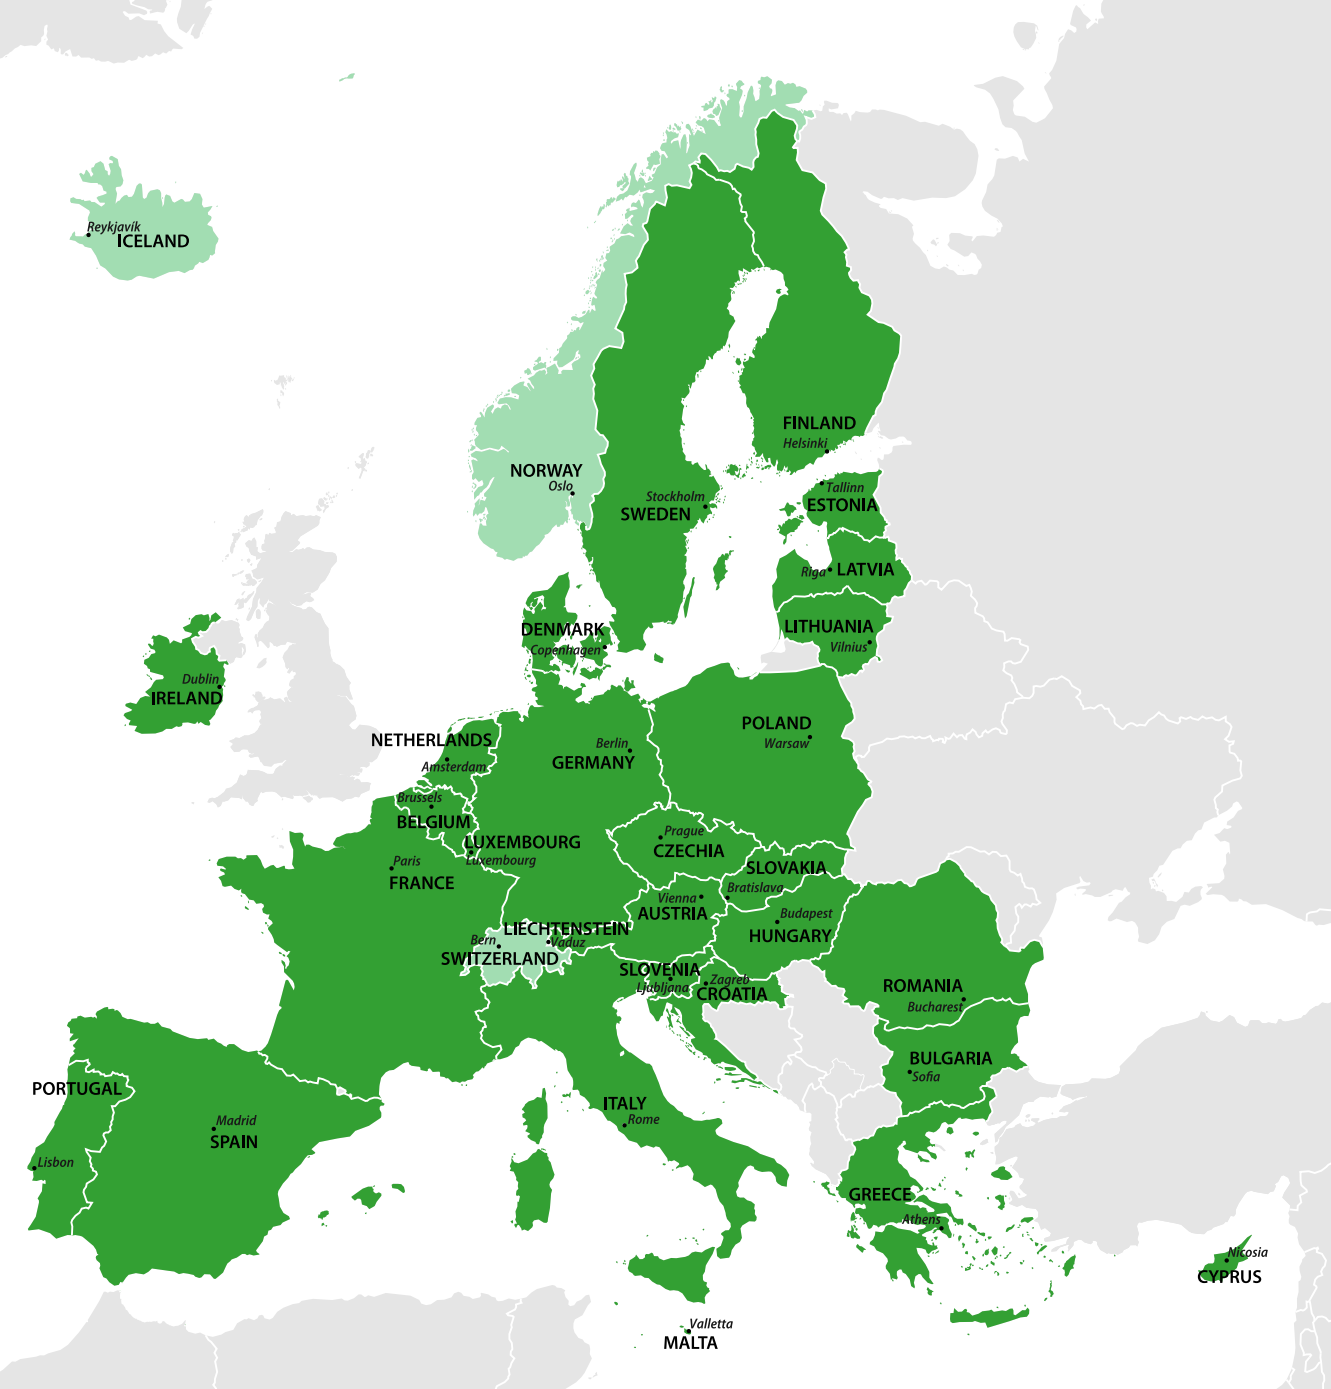 Reykjavík
ICELAND
FINLAND
Helsinki
NORWAY
Oslo
Stockholm
SWEDEN
Tallinn
ESTONIA
Riga
LATVIA
LITHUANIA
Vilnius
DENMARK
Copenhagen
Dublin
IRELAND
POLAND
Warsaw
NETHERLANDS
Amsterdam
Berlin
GERMANY
Brussels
BELGIUM
LUXEMBOURG
Luxembourg
Prague
CZECHIA
Paris
FRANCE
SLOVAKIA
Bratislava
Vienna
AUSTRIA
Budapest
HUNGARY
LIECHTENSTEIN
Vaduz
Bern
SWITZERLAND
SLOVENIA
Ljubljana
Zagreb
CROATIA
ROMANIA
Bucharest
BULGARIA
Sofia
PORTUGAL
Lisbon
Madrid
SPAIN
ITALY
Rome
GREECE
Athens
Nicosia
CYPRUS
Valletta
MALTA